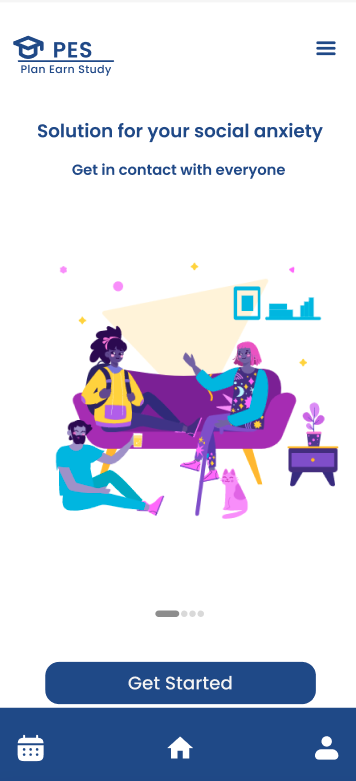 PES
Plan Earn Study
Solution for your social anxiety
Get in contact with everyone
Get Started